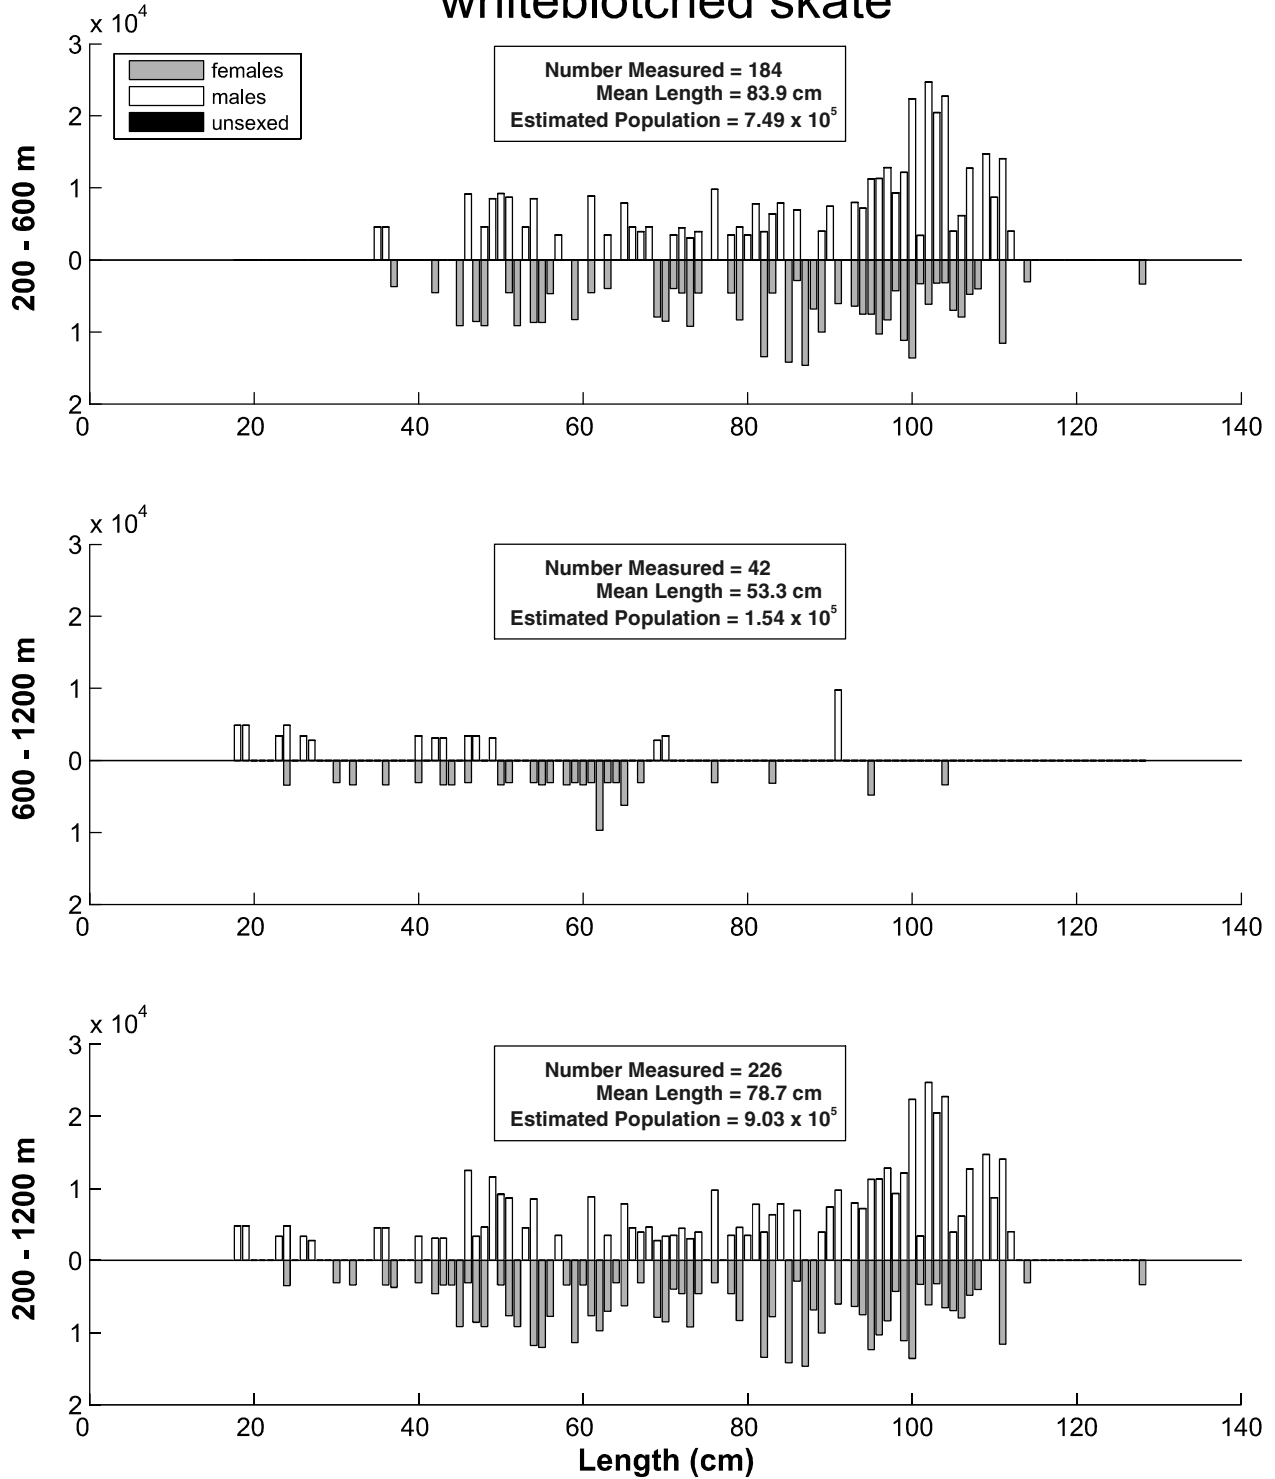 whiteblotched skate
x 10^4
3
2
1
0
1
2
females
males
unsexed
Number Measured = 184
Mean Length = 83.9 cm
Estimated Population = 7.49 x 10^5
200 - 600 m
0 20 40 60 80 100 120 140
x 10^4
3
2
1
0
1
2
Number Measured = 42
Mean Length = 53.3 cm
Estimated Population = 1.54 x 10^5
600 - 1200 m
0 20 40 60 80 100 120 140
x 10^4
3
2
1
0
1
2
Number Measured = 226
Mean Length = 78.7 cm
Estimated Population = 9.03 x 10^5
200 - 1200 m
0 20 40 60 80 100 120 140
Length (cm)